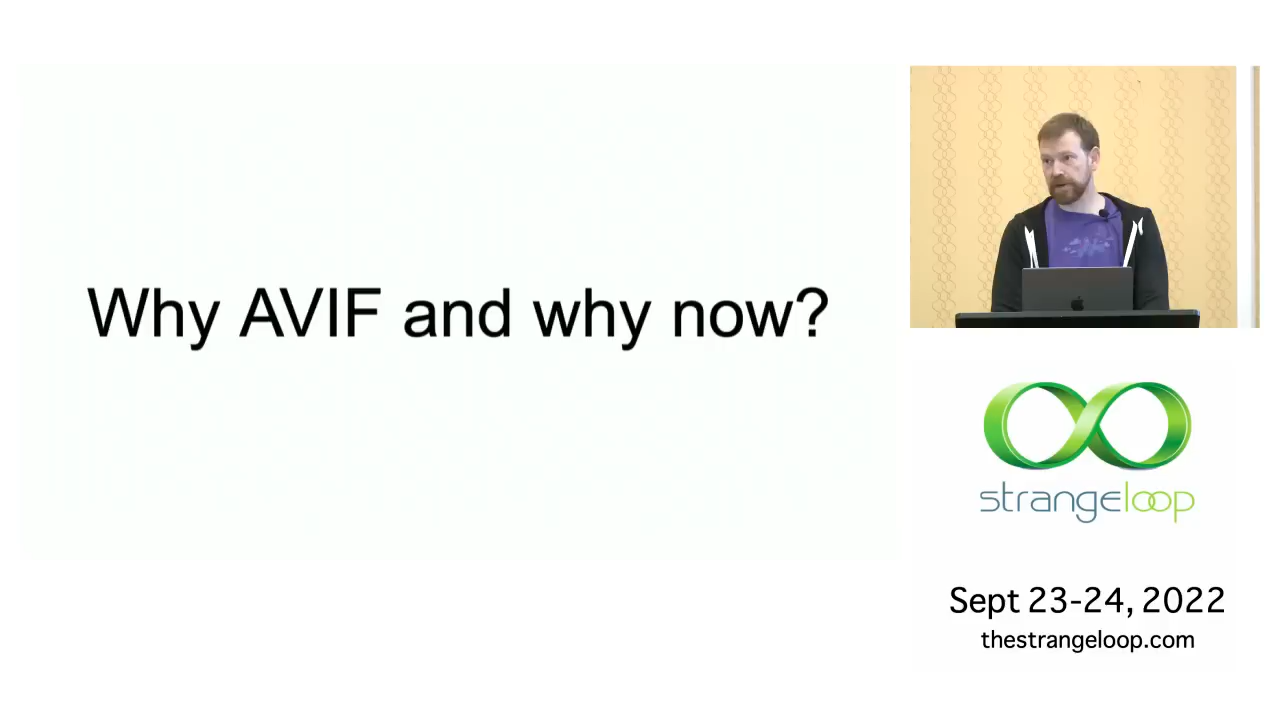 Why AVIF and why now?
strangeloop
Sept 23-24, 2022
thestrangeloop.com